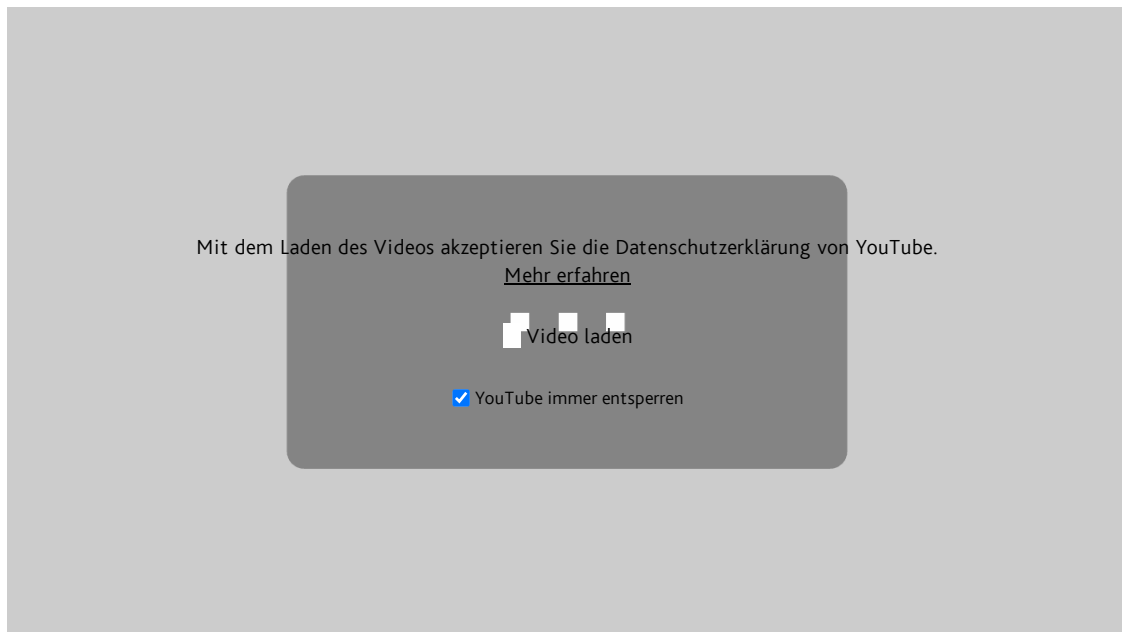 Mit dem Laden des Videos akzeptieren Sie die Datenschutzerklärung von YouTube.
Mehr erfahren
Video laden
YouTube immer entsperren